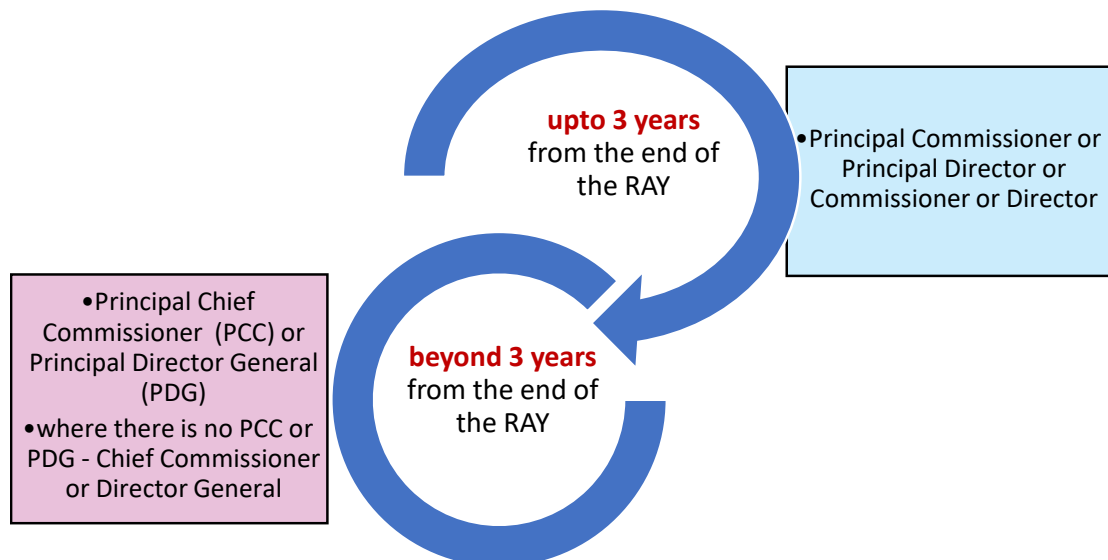 upto 3 years
from the end of
the RAY
•Principal Commissioner or
Principal Director or
Commissioner or Director
•Principal Chief
Commissioner (PCC) or
Principal Director General
(PDG)
•where there is no PCC or
PDG - Chief Commissioner
or Director General
beyond 3 years
from the end of
the RAY